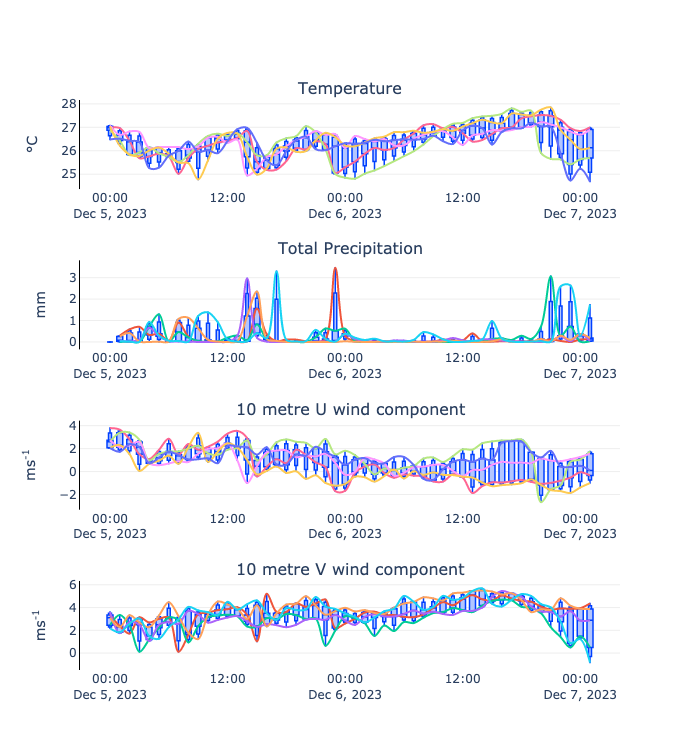 Temperature
28
27
26
25
°C
00:00 12:00 00:00 12:00 00:00
Dec 5, 2023 Dec 6, 2023 Dec 7, 2023
Total Precipitation
3
2
1
0
mm
00:00 12:00 00:00 12:00 00:00
Dec 5, 2023 Dec 6, 2023 Dec 7, 2023
10 metre U wind component
4
2
0
−2
ms⁻¹
00:00 12:00 00:00 12:00 00:00
Dec 5, 2023 Dec 6, 2023 Dec 7, 2023
10 metre V wind component
6
4
2
0
ms⁻¹
00:00 12:00 00:00 12:00 00:00
Dec 5, 2023 Dec 6, 2023 Dec 7, 2023